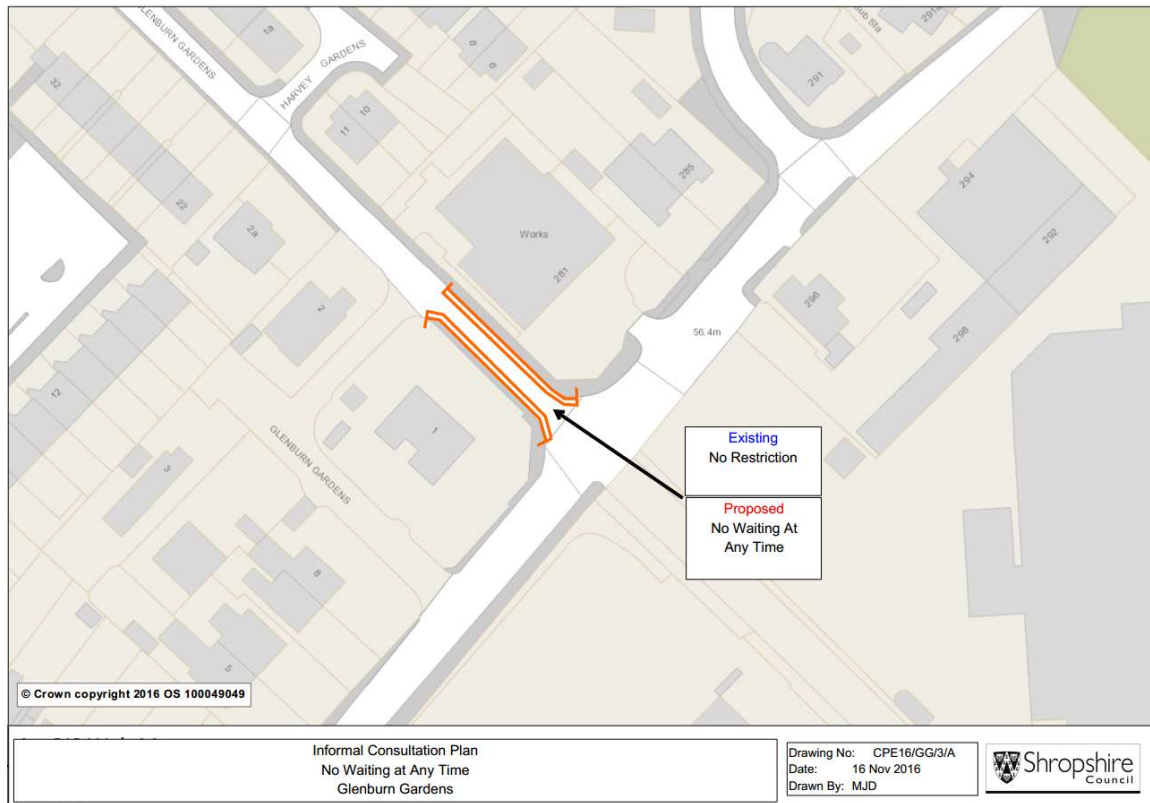 GLENBURN GARDENS
1a
HARVEY GARDENS
8
9
291
32
11
10
22
2a
285
294
Works
281
292
2
296
56.4m
298
12
1
GLENBURN GARDENS
3
8
5
Existing
No Restriction
Proposed
No Waiting At
Any Time
© Crown copyright 2016 OS 100049049
Informal Consultation Plan
No Waiting at Any Time
Glenburn Gardens
Drawing No: CPE16/GG/3/A
Date: 16 Nov 2016
Drawn By: MJD
Shropshire
Council